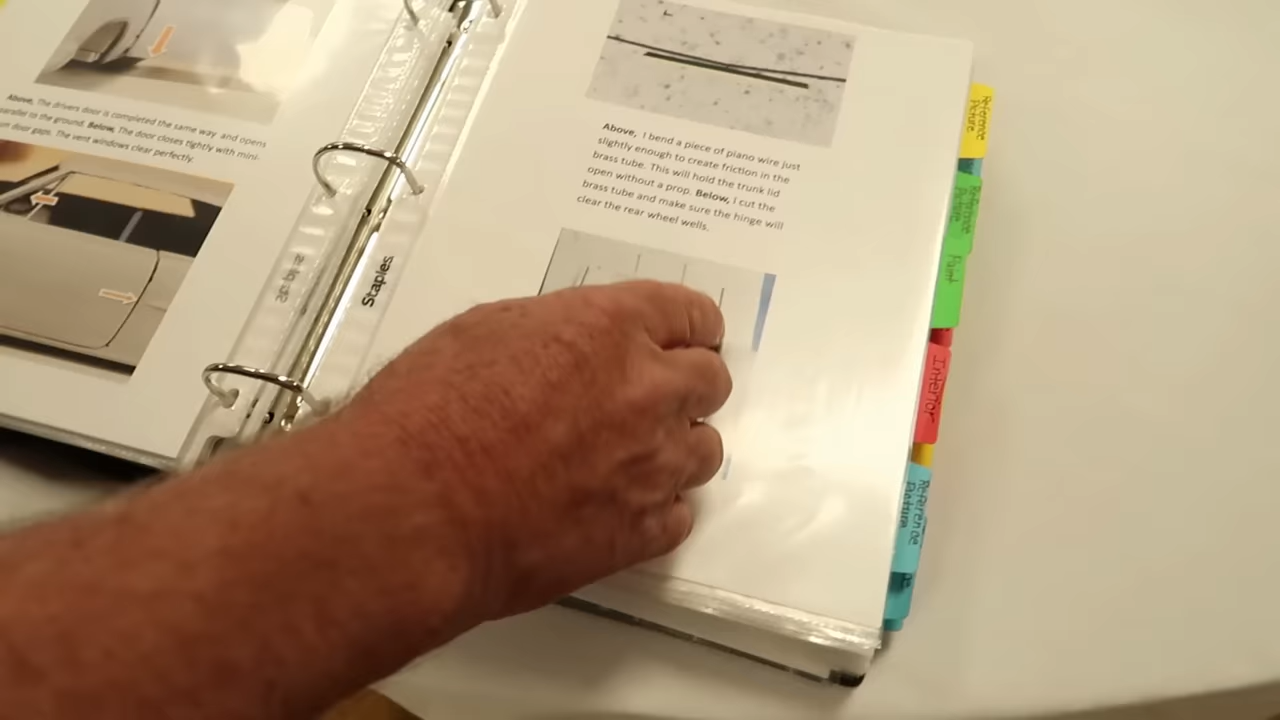 Above, The drivers door is completed the same way and opens
parallel to the ground. Below, The door closes tightly with mini-
um door gaps. The vent windows clear perfectly.
Staples
Above, I bend a piece of piano wire just
slightly enough to create friction in the
brass tube. This will hold the trunk lid
open without a prop. Below, I cut the
brass tube and make sure the hinge will
clear the rear wheel wells.
Reference
Picture
Reference
Picture
Paint
Interior
Reference
Picture